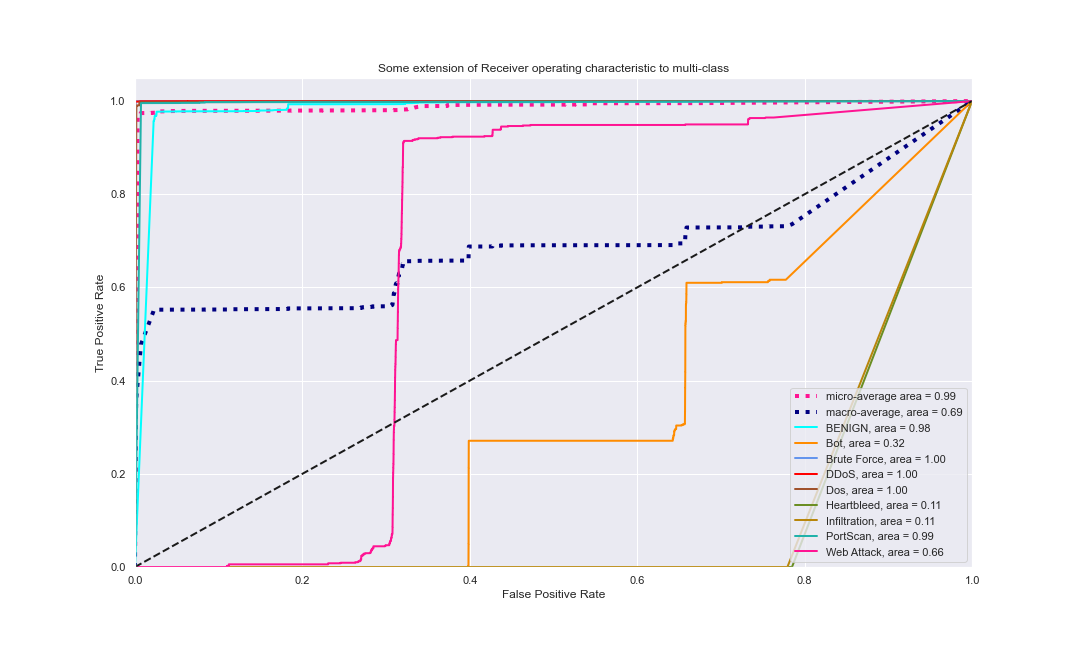 Some extension of Receiver operating characteristic to multi-class
True Positive Rate
1.0
0.8
0.6
0.4
0.2
0.0
0.0 0.2 0.4 0.6 0.8 1.0
False Positive Rate
micro-average area = 0.99
macro-average, area = 0.69
BENIGN, area = 0.98
Bot, area = 0.32
Brute Force, area = 1.00
DDoS, area = 1.00
Dos, area = 1.00
Heartbleed, area = 0.11
Infiltration, area = 0.11
PortScan, area = 0.99
Web Attack, area = 0.66